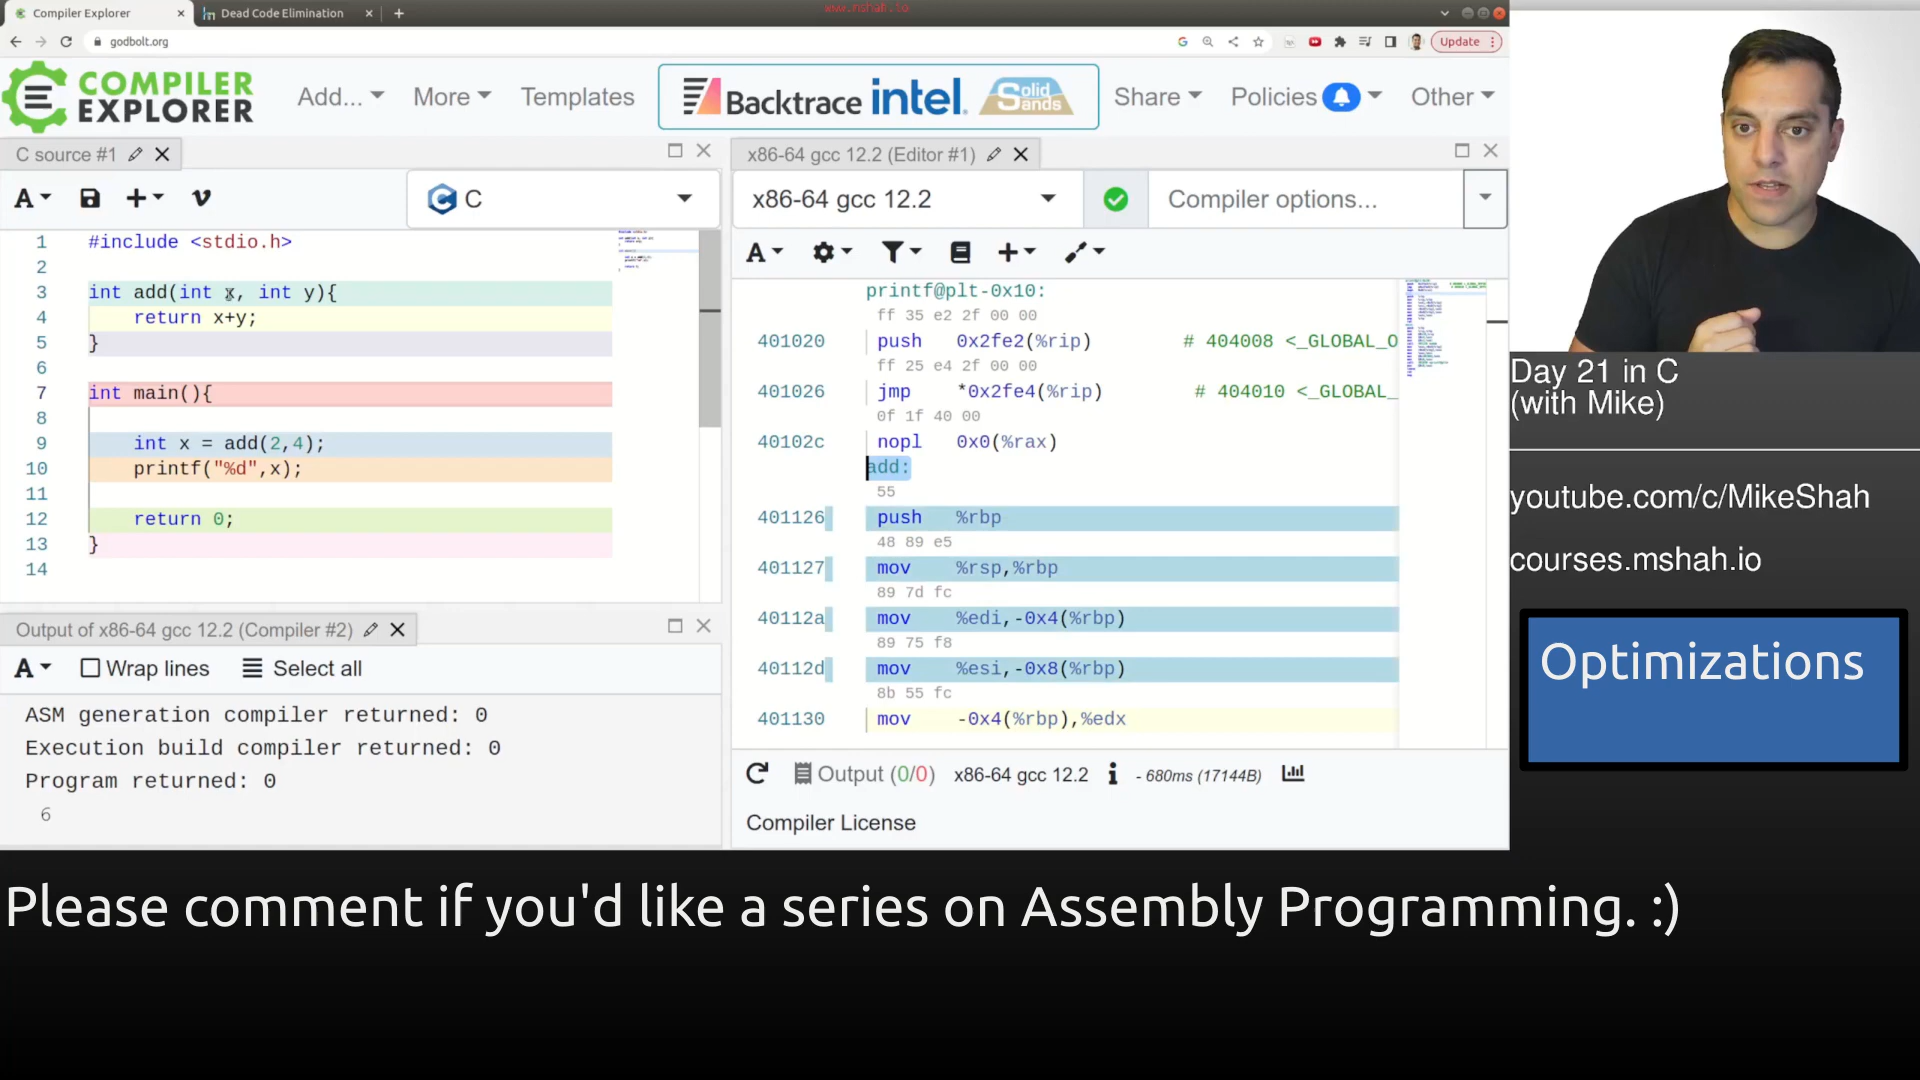 Compiler Explorer
Dead Code Elimination
www.mshah.io
godbolt.org
Update
COMPILER
EXPLORER
Add...
More
Templates
Backtrace
intel.
Solid
Sands
Share
Policies
Other
C source #1
C
1 #include <stdio.h>
2
3 int add(int x, int y){
4 return x+y;
5 }
6
7 int main(){
8
9 int x = add(2,4);
10 printf("%d",x);
11
12 return 0;
13 }
14
Output of x86-64 gcc 12.2 (Compiler #2)
A
Wrap lines
Select all
ASM generation compiler returned: 0
Execution build compiler returned: 0
Program returned: 0
6
x86-64 gcc 12.2 (Editor #1)
x86-64 gcc 12.2
Compiler options...
A
printf@plt-0x10:
ff 35 e2 2f 00 00
401020 push 0x2fe2(%rip) # 404008 <_GLOBAL_O
ff 25 e4 2f 00 00
401026 jmp *0x2fe4(%rip) # 404010 <_GLOBAL_
0f 1f 40 00
40102c nopl 0x0(%rax)
add:
55
401126 push %rbp
48 89 e5
401127 mov %rsp,%rbp
89 7d fc
40112a mov %edi,-0x4(%rbp)
89 75 f8
40112d mov %esi,-0x8(%rbp)
8b 55 fc
401130 mov -0x4(%rbp),%edx
Output (0/0) x86-64 gcc 12.2 i - 680ms (17144B)
Compiler License
Day 21 in C
(with Mike)
youtube.com/c/MikeShah
courses.mshah.io
Optimizations
Please comment if you'd like a series on Assembly Programming. :)